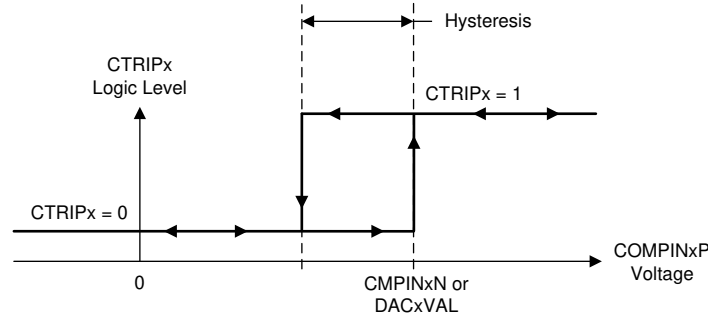 Hysteresis
CTRIPx
Logic Level
CTRIPx = 1
CTRIPx = 0
COMPINxP
Voltage
0
CMPINxN or
DACxVAL